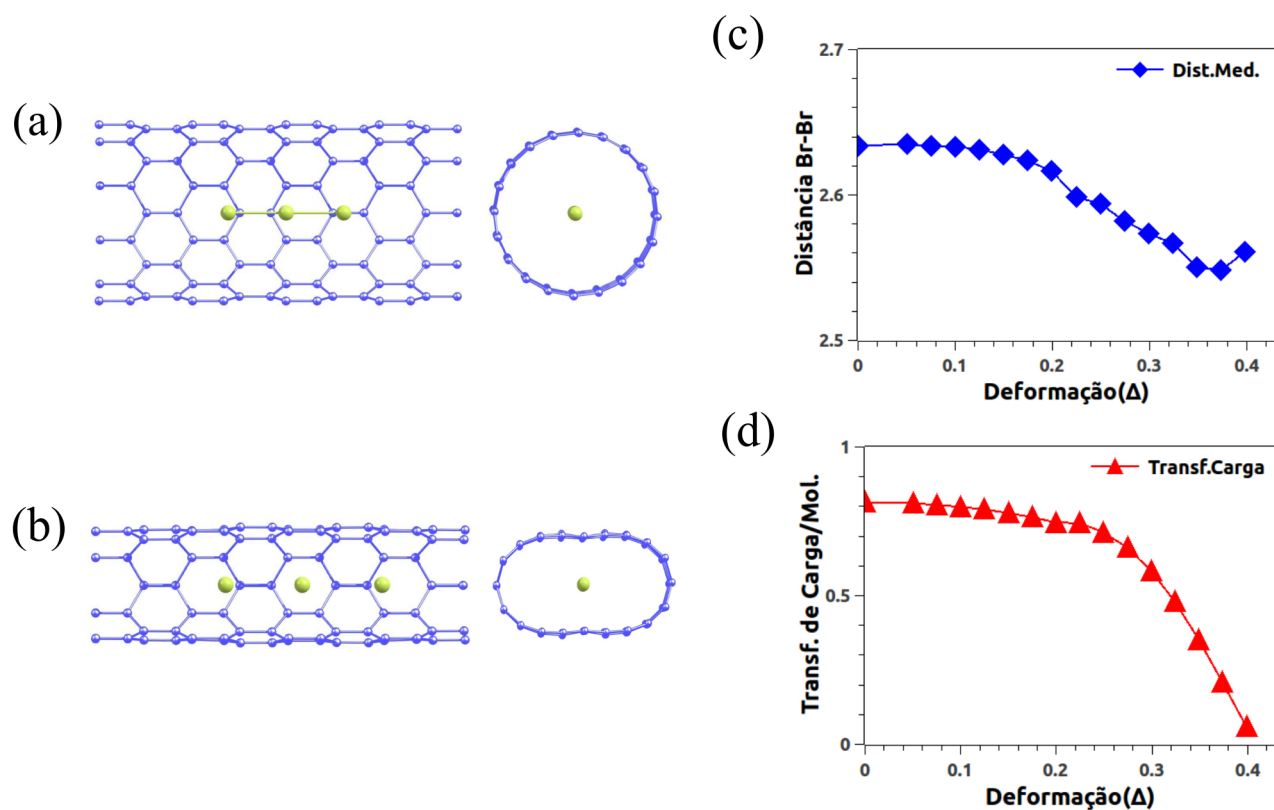 (a)
(b)
(c)
2.7
2.6
2.5
Distância Br-Br
Dist.Med.
0 0.1 0.2 0.3 0.4
Deformação(Δ)
(d)
1
0.5
0
Transf. de Carga/Mol.
Transf.Carga
0 0.1 0.2 0.3 0.4
Deformação(Δ)